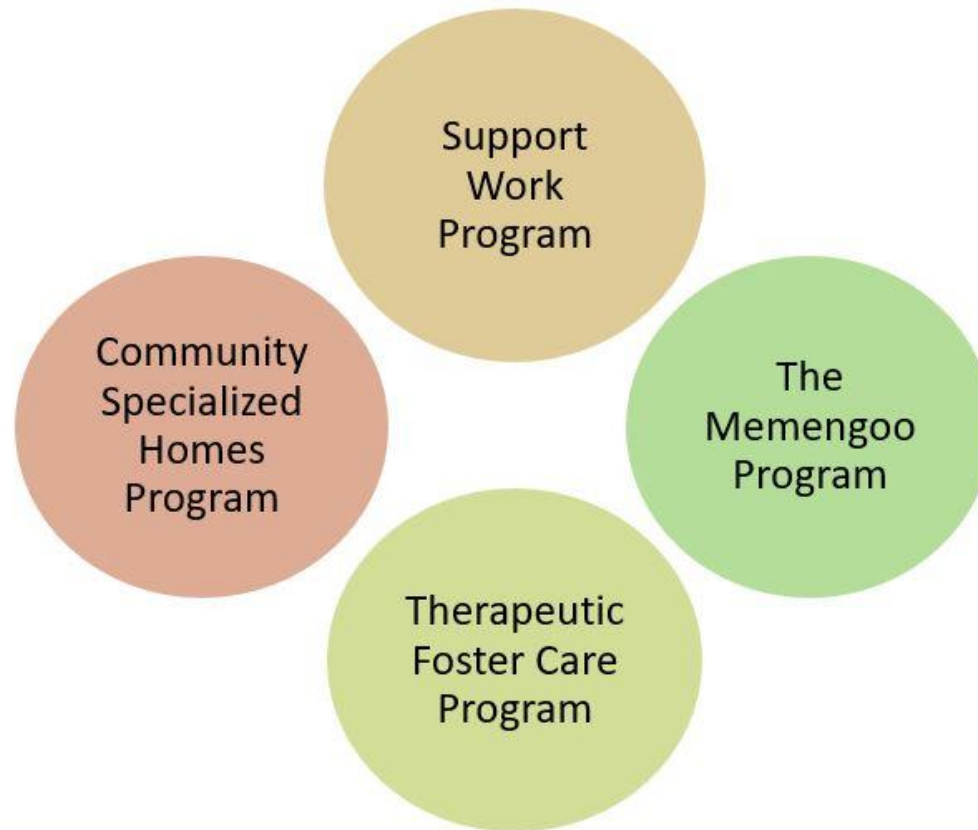 Support
Work
Program
Community
Specialized
Homes
Program
The
Memengoo
Program
Therapeutic
Foster Care
Program